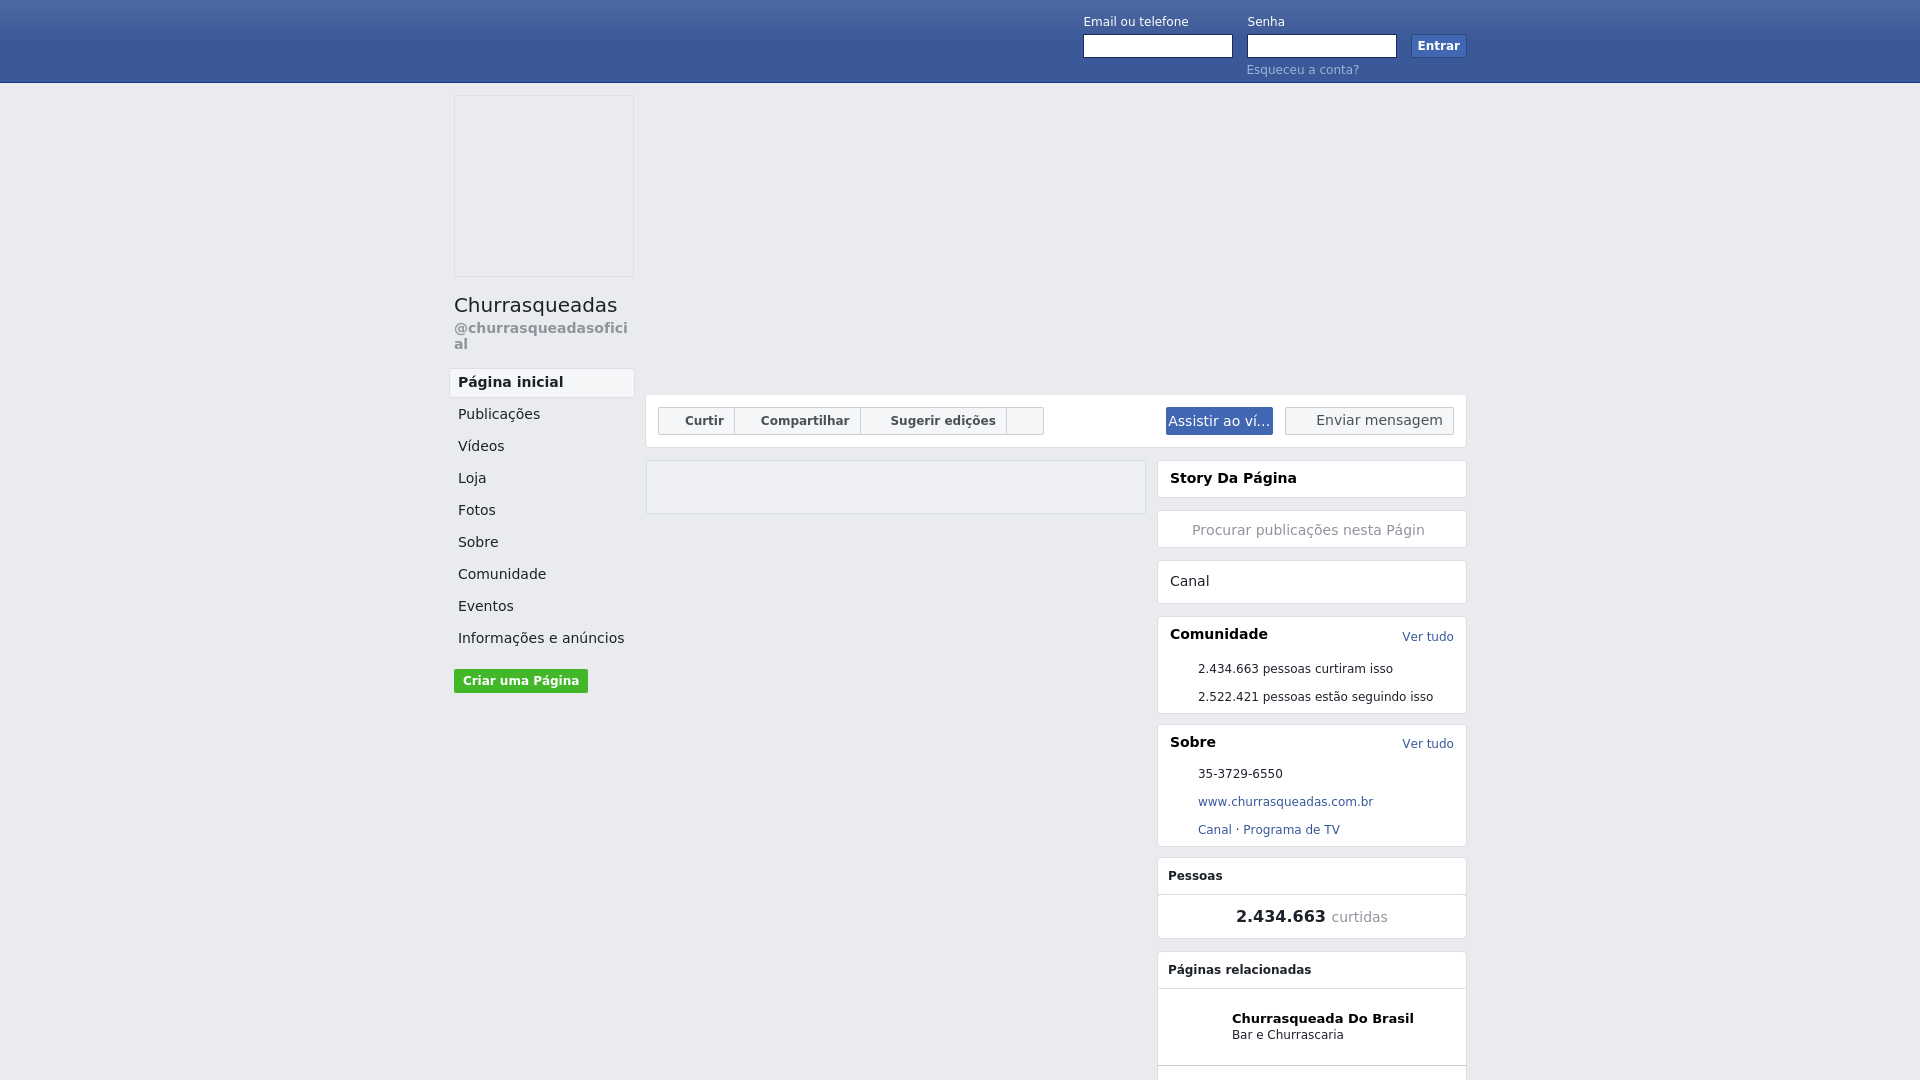 Email ou telefone
Senha
Entrar
Esqueceu a conta?
Churrasqueadas
@churrasqueadasofici
al
Página inicial
Publicações
Vídeos
Loja
Fotos
Sobre
Comunidade
Eventos
Informações e anúncios
Criar uma Página
Curtir
Compartilhar
Sugerir edições
Assistir ao ví...
Enviar mensagem
Story Da Página
Procurar publicações nesta Págin
Canal
Comunidade
Ver tudo
2.434.663 pessoas curtiram isso
2.522.421 pessoas estão seguindo isso
Sobre
Ver tudo
35-3729-6550
www.churrasqueadas.com.br
Canal · Programa de TV
Pessoas
2.434.663 curtidas
Páginas relacionadas
Churrasqueada Do Brasil
Bar e Churrascaria